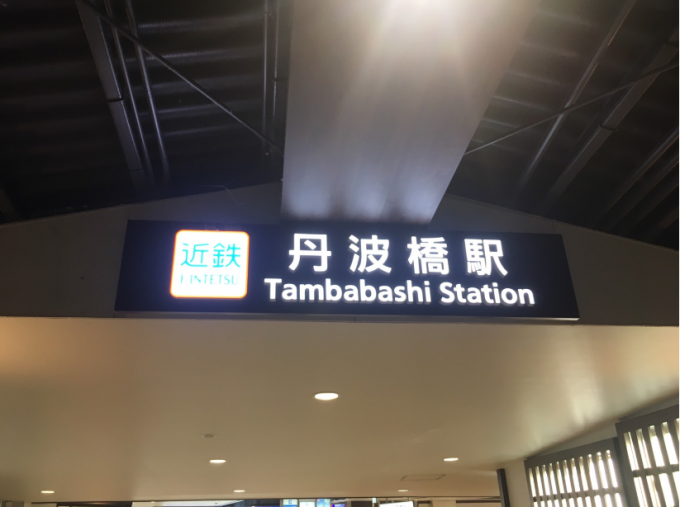 近鉄
KINTETSU
丹波橋駅
Tambabashi Station